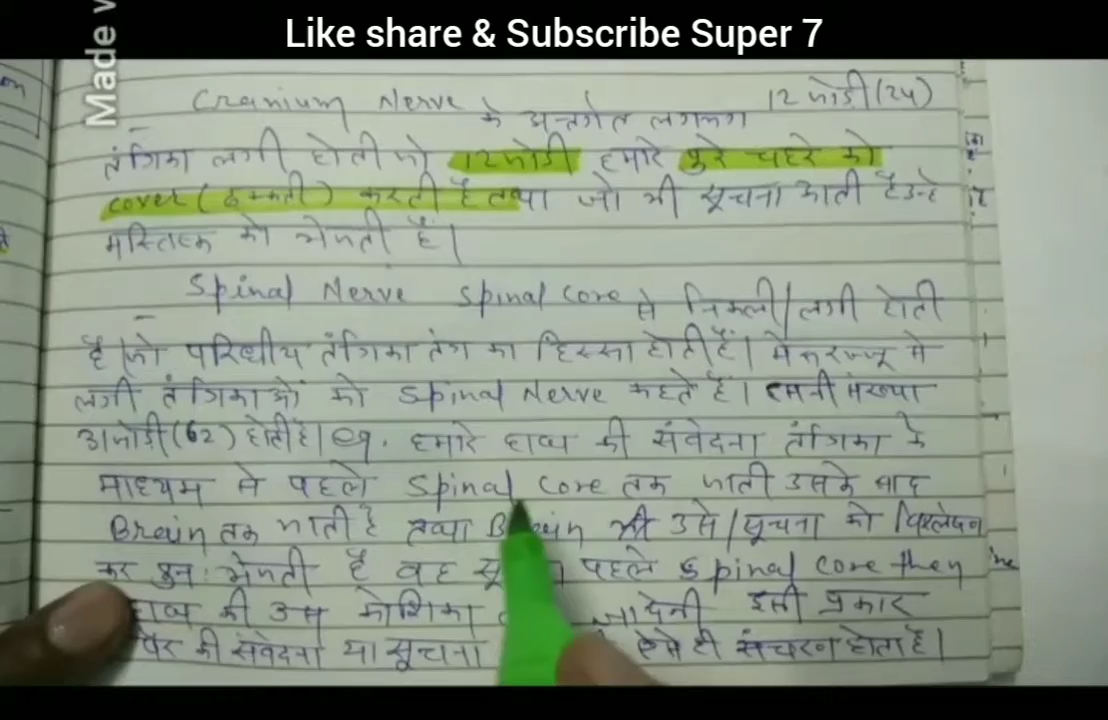 Like share & Subscribe Super 7
Made
Cranium Nerve के अन्तर्गत लगभग 12 जोडी (24)
तंत्रिका लगी होती जो 12 जोडी हमारे पुरे चहरे को
cover ( ढकती ) करती है तथा जो भी सूचना आती है उन्हे
मस्तिष्क को भेजती हैं।
Spinal Nerve Spinal Core से निकली/लगी होती
है जो परिधीय तंत्रिका तंत्र का हिस्सा होती हैं। मेरूरज्जू मे
लगी तंत्रिकाओं को Spinal Nerve कहते हैं। इसकी संख्या
31 जोडी (62) होती है। eg. हमारे हाथ की संवेदना तंत्रिका के
माध्यम से पहले Spinal Core तक जाती उसके बाद
Brain तक जाती है तथा Brain उसे/सूचना को विश्लेषण
कर पुन: भेजती है वह पहले Spinal Core then
हाथ की उस कोशिका देगी इसी प्रकार
पैर की संवेदना या सूचना ऐसे ही संचरण होता है।